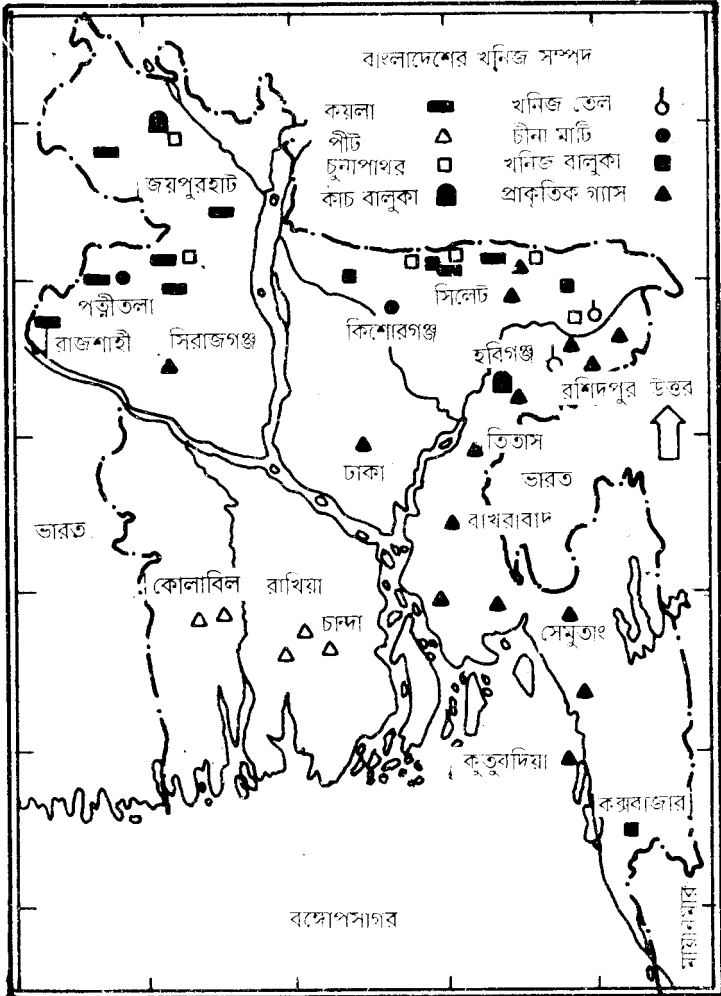 বাংলাদেশের খনিজ সম্পদ
কয়লা
খনিজ তেল
পীট
চীনা মাটি
চুনাপাথর
খনিজ বালুকা
কাচ বালুকা
প্রাকৃতিক গ্যাস
জয়পুরহাট
পত্নীতলা
সিলেট
রাজশাহী
সিরাজগঞ্জ
কিশোরগঞ্জ
হবিগঞ্জ
রশিদপুর
উত্তর
তিতাস
ঢাকা
ভারত
ভারত
বাখরাবাদ
কোলাবিল
রাখিয়া
চান্দা
সেমুতাং
কুতুবদিয়া
কক্সবাজার
বঙ্গোপসাগর
মায়ানমার